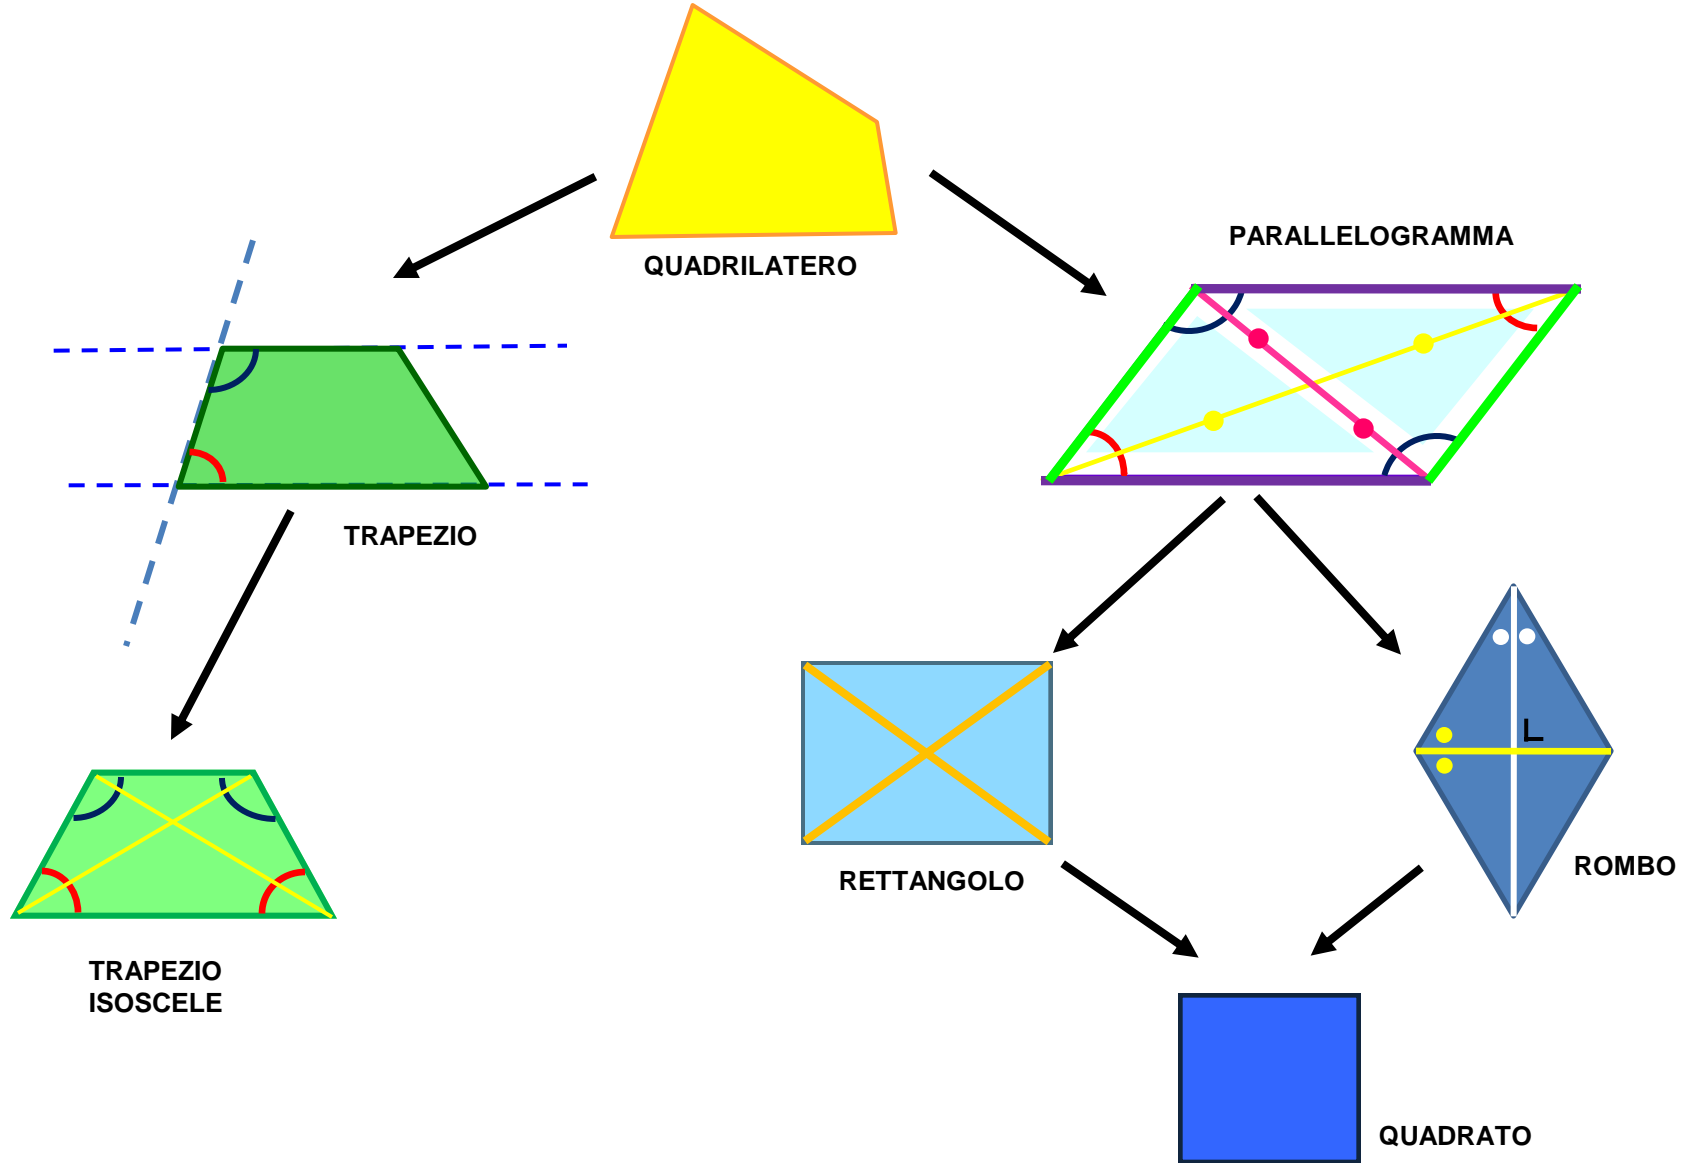 PARALLELOGRAMMA
QUADRILATERO
TRAPEZIO
ROMBO
RETTANGOLO
TRAPEZIO
ISOSCELE
QUADRATO